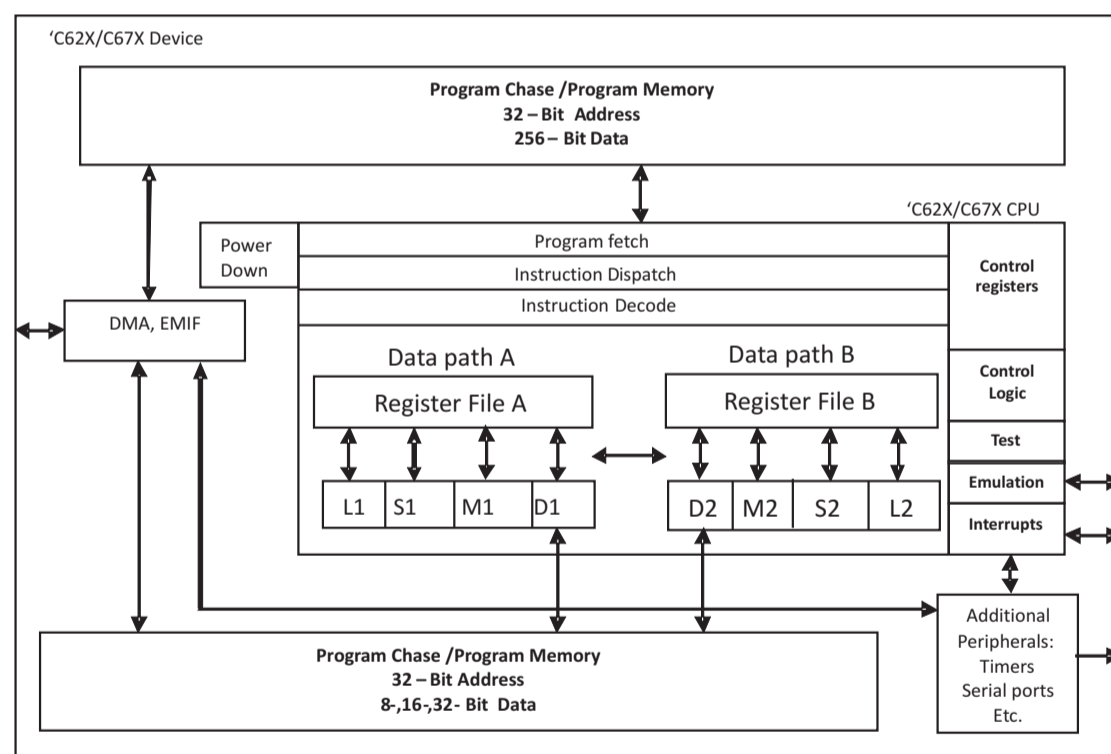 ‘C62X/C67X Device
Program Chase /Program Memory
32 – Bit Address
256 – Bit Data
‘C62X/C67X CPU
Power
Down
Program fetch
Instruction Dispatch
Instruction Decode
Control
registers
DMA, EMIF
Data path A
Data path B
Register File A
Register File B
Control
Logic
Test
Emulation
Interrupts
L1 S1 M1 D1
D2 M2 S2 L2
Program Chase /Program Memory
32 – Bit Address
8-,16-,32- Bit Data
Additional
Peripherals:
Timers
Serial ports
Etc.